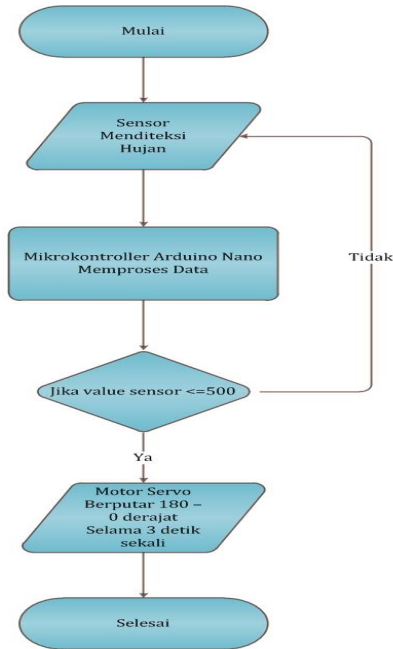 Mulai
Sensor
Menditeksi
Hujan
Mikrokontroller Arduino Nano
Memproses Data
Tidak
Jika value sensor <=500
Ya
Motor Servo
Berputar 180 –
0 derajat
Selama 3 detik
sekali
Selesai